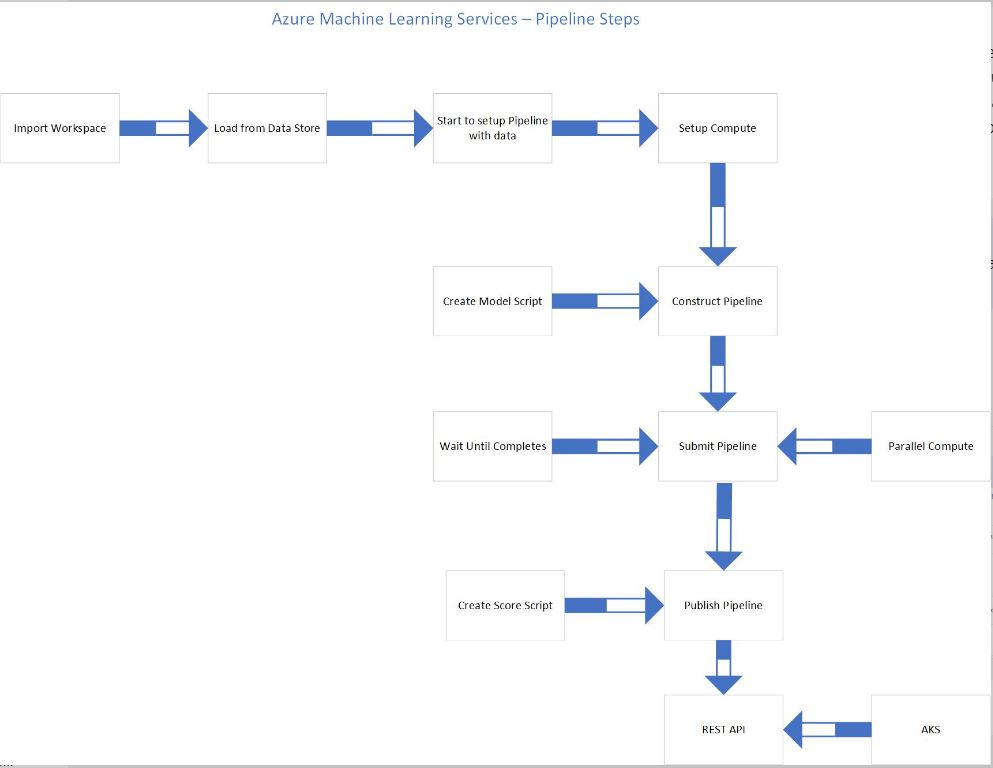 Azure Machine Learning Services – Pipeline Steps
Import Workspace
Load from Data Store
Start to setup Pipeline
with data
Setup Compute
Create Model Script
Construct Pipeline
Wait Until Completes
Submit Pipeline
Parallel Compute
Create Score Script
Publish Pipeline
REST API
AKS